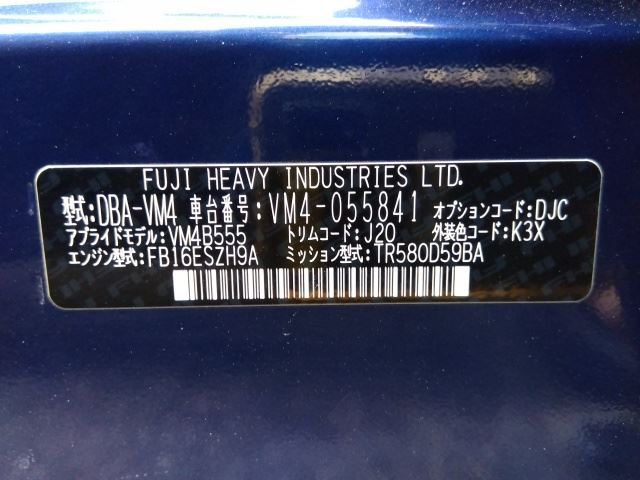 FUJI HEAVY INDUSTRIES LTD.
型式:DBA-VM4 車台番号:VM4-055841 オプションコード:DJC
アプライドモデル:VM4B555 トリムコード:J20 外装色コード:K3X
エンジン型式:FB16ESZH9A ミッション型式:TR580D59BA